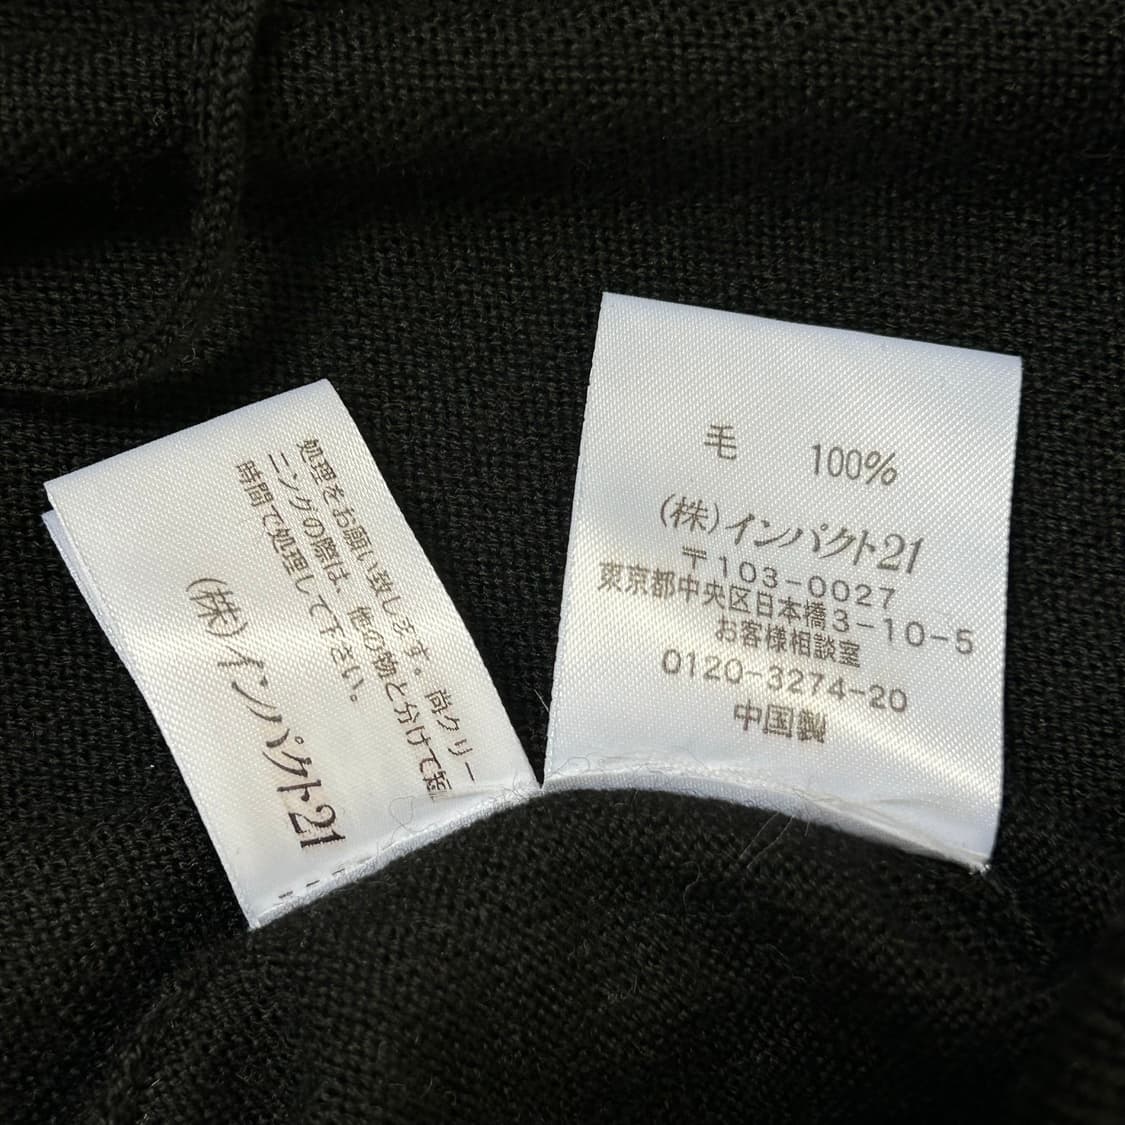 処理をお願い致します。尚クリー
ニングの際は、他の物と分けて短
時間で処理して下さい。
(株)インパクト21
毛 100%
(株)インパクト21
〒103-0027
東京都中央区日本橋3-10-5
お客様相談室
0120-3274-20
中国製